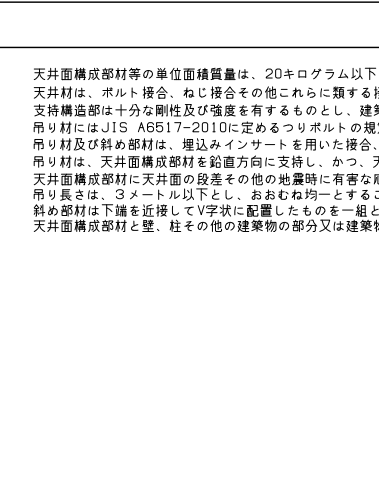 天井面構成部材等の単位面積質量は、20キログラム以下
天井材は、ボルト接合、ねじ接合その他これらに類する
支持構造部は十分な剛性及び強度を有するものとし、建
吊り材にはJIS A6517-2010に定めるつりボルトの規
吊り材及び斜め部材は、埋込みインサートを用いた接合、
吊り材は、天井面構成部材を鉛直方向に支持し、かつ、
天井面構成部材に天井面の段差その他の地震時に有害な
吊り長さは、3メートル以下とし、おおむね均一とするこ
斜め部材は下端を近接してV字状に配置したものを一組と
天井面構成部材と壁、柱その他の建築物の部分又は建築物